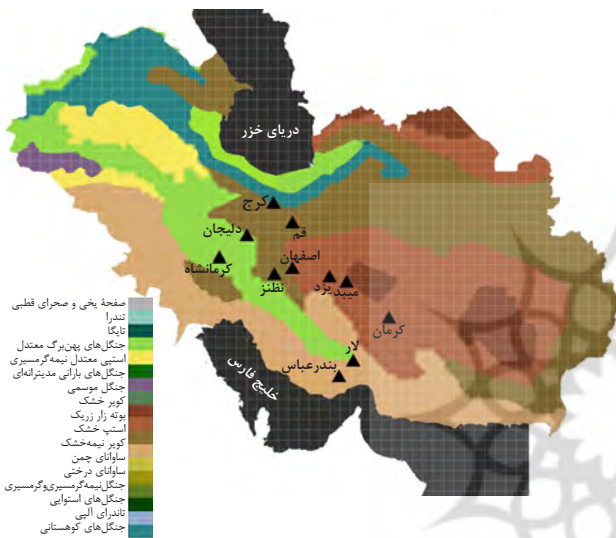 دریای خزر
کرج
قم
دلیجان
اصفهان
کرمانشاه
نظنز
یزد
میبد
کرمان
لار
بندرعباس
خلیج فارس
صفحهٔ یخی و صحرای قطبی
تندرا
تایگا
جنگل‌های پهن‌برگ معتدل
استپی معتدل نیمه‌گرمسیری
جنگل‌های بارانی مدیترانه‌ای
جنگل موسمی
کویر خشک
بوته زار زریک
استپ خشک
کویر نیمه‌خشک
ساوانای چمن
ساوانای درختی
جنگل‌نیمه‌گرمسیری‌وگرمسیری
جنگل‌های استوایی
تاندرای آلپی
جنگل‌های کوهستانی